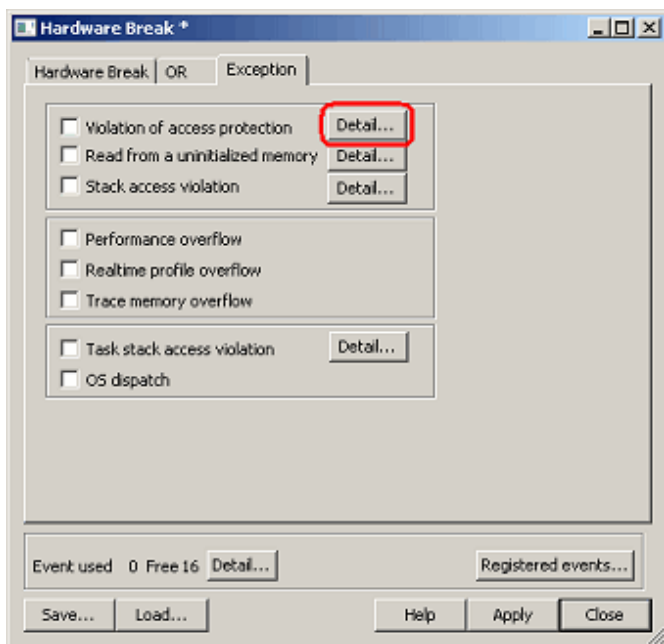 Hardware Break *
Hardware Break OR Exception
Violation of access protection Detail...
Read from a uninitialized memory Detail...
Stack access violation Detail...
Performance overflow
Realtime profile overflow
Trace memory overflow
Task stack access violation Detail...
OS dispatch
Event used 0 Free 16 Detail... Registered events...
Save... Load... Help Apply Close